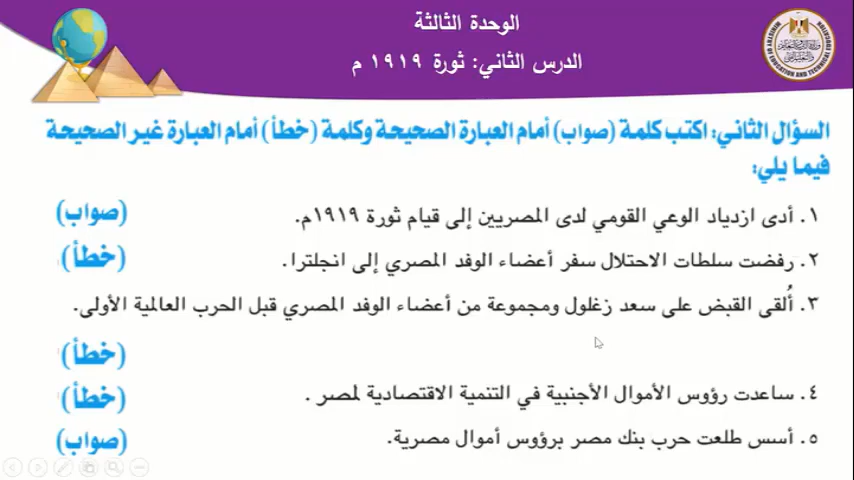 الوحدة الثالثة
الدرس الثاني: ثورة ١٩١٩ م
السؤال الثاني: اكتب كلمة (صواب) أمام العبارة الصحيحة وكلمة (خطأ) أمام العبارة غير الصحيحة
فيما يلي:
١. أدى ازدياد الوعي القومي لدى المصريين إلى قيام ثورة ١٩١٩م. (صواب)
٢. رفضت سلطات الاحتلال سفر أعضاء الوفد المصري إلى انجلترا. (خطأ)
٣. أُلقى القبض على سعد زغلول ومجموعة من أعضاء الوفد المصري قبل الحرب العالمية الأولى.
(خطأ)
٤. ساعدت رؤوس الأموال الأجنبية في التنمية الاقتصادية لمصر . (خطأ)
٥. أسس طلعت حرب بنك مصر برؤوس أموال مصرية. (صواب)